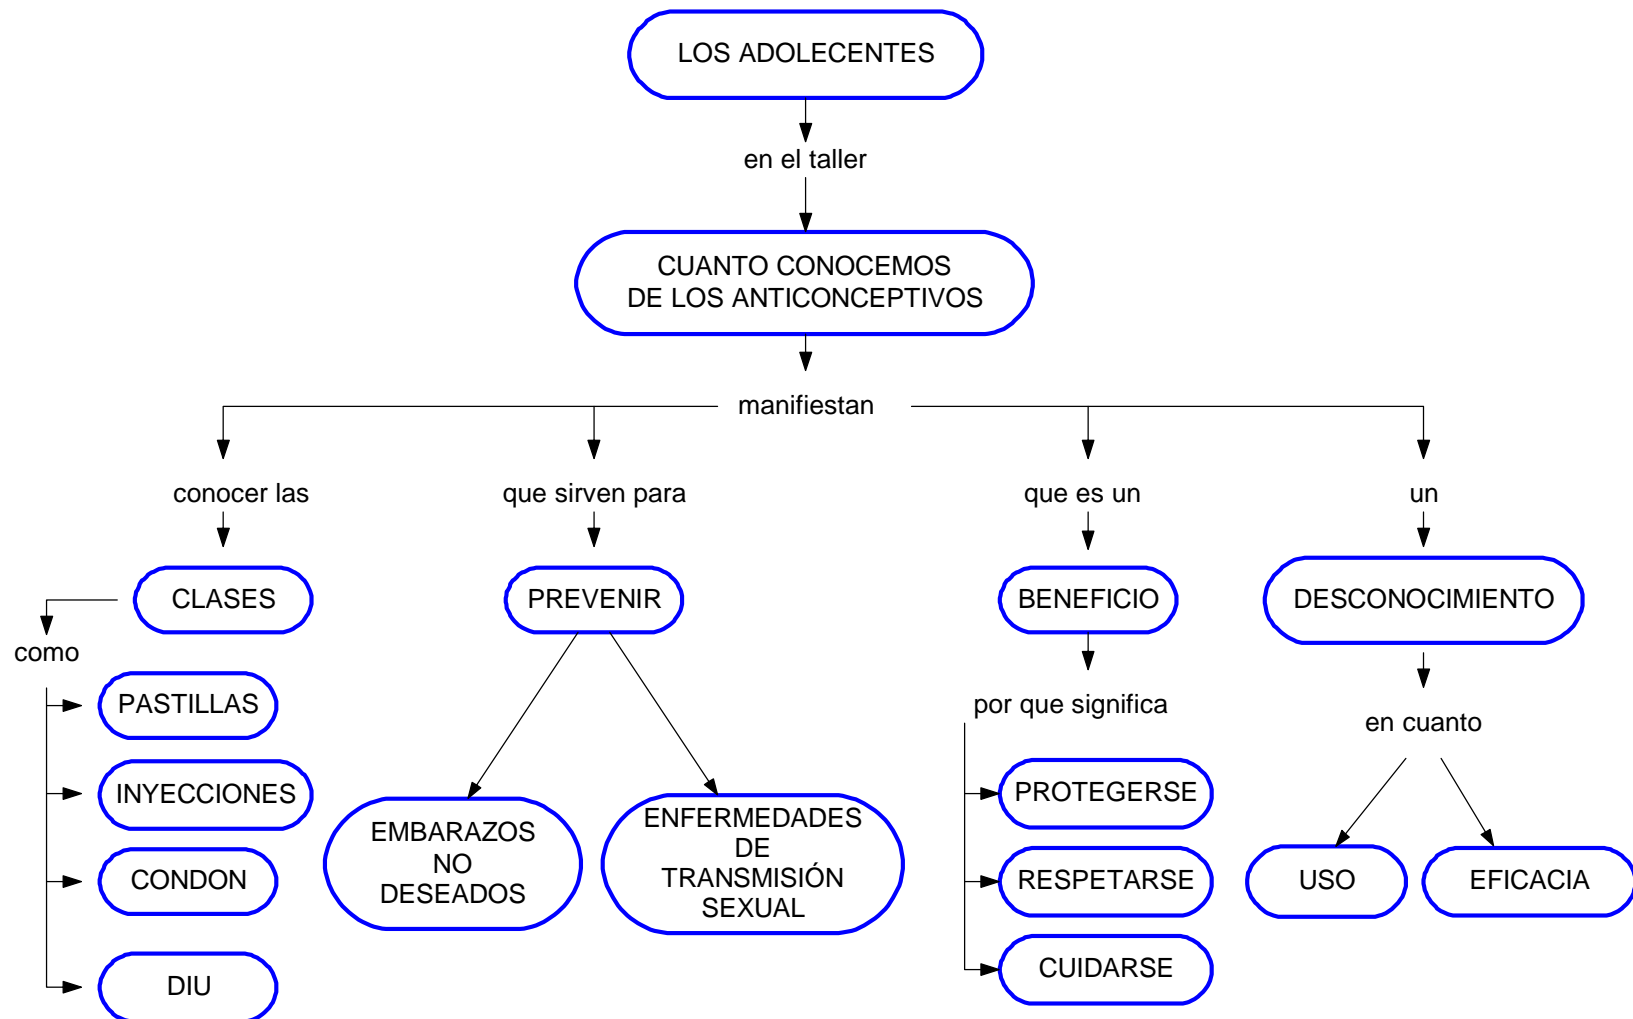 LOS ADOLECENTES
en el taller
CUANTO CONOCEMOS
DE LOS ANTICONCEPTIVOS
manifiestan
conocer las
que sirven para
que es un
un
CLASES
PREVENIR
BENEFICIO
DESCONOCIMIENTO
como
PASTILLAS
INYECCIONES
CONDON
DIU
EMBARAZOS
NO
DESEADOS
ENFERMEDADES
DE
TRANSMISIÓN
SEXUAL
por que significa
PROTEGERSE
RESPETARSE
CUIDARSE
en cuanto
USO
EFICACIA